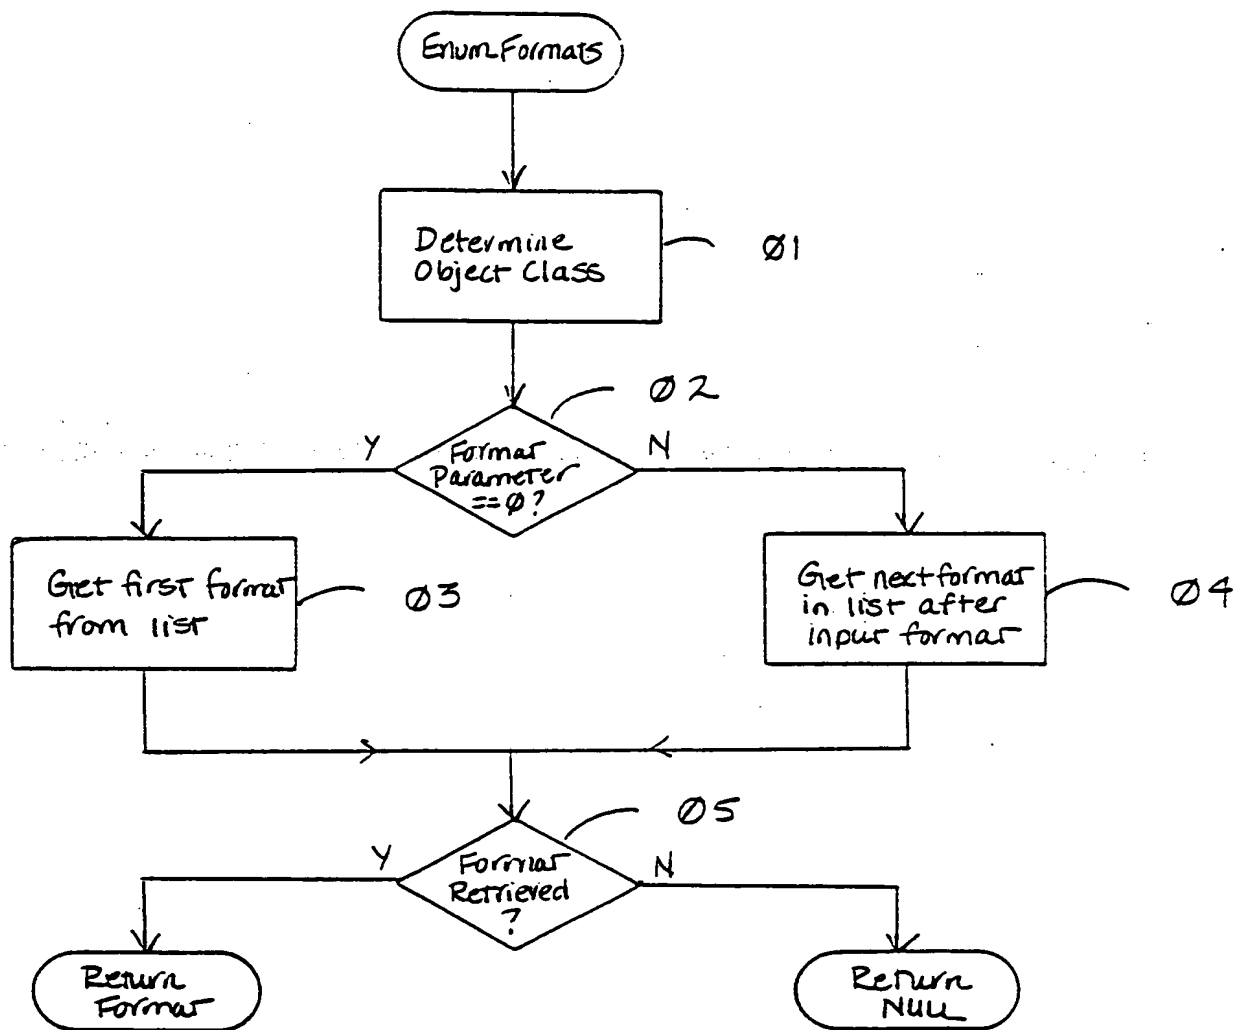 EnumFormats
Determine
Object Class
Ø1
Ø2
Y
Format
Parameter
==Ø?
N
Get first format
from list
Ø3
Get next format
in list after
input format
Ø4
Ø5
Y
Format
Retrieved
?
N
Return
Format
Return
NULL